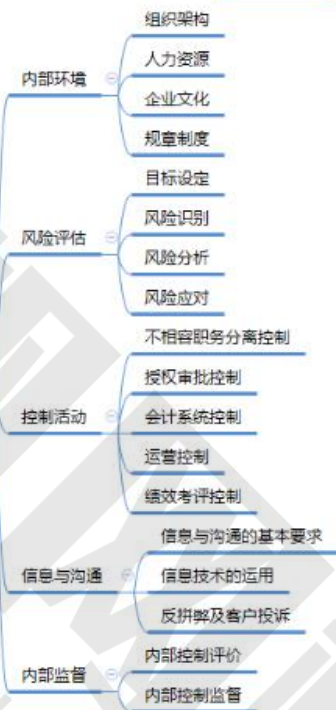 内部环境
组织架构
人力资源
企业文化
规章制度
风险评估
目标设定
风险识别
风险分析
风险应对
控制活动
不相容职务分离控制
授权审批控制
会计系统控制
运营控制
绩效考评控制
信息与沟通
信息与沟通的基本要求
信息技术的运用
反拼弊及客户投诉
内部监督
内部控制评价
内部控制监督